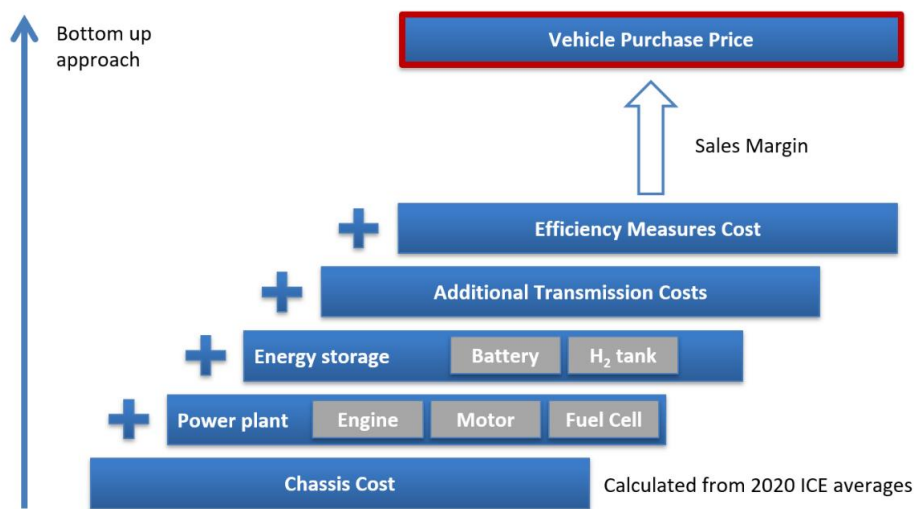 Bottom up
approach
Vehicle Purchase Price
Sales Margin
Efficiency Measures Cost
Additional Transmission Costs
Energy storage
Battery
H₂ tank
Power plant
Engine
Motor
Fuel Cell
Chassis Cost
Calculated from 2020 ICE averages